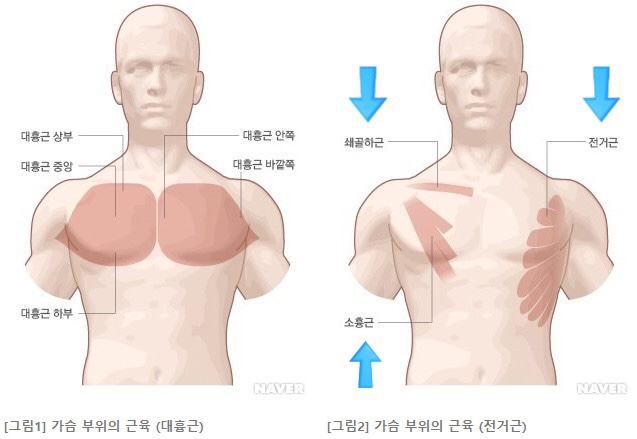 대흉근 상부
대흉근 중앙
대흉근 하부
대흉근 안쪽
대흉근 바깥쪽
NAVER
[그림1] 가슴 부위의 근육 (대흉근)
쇄골하근
전거근
소흉근
NAVER
[그림2] 가슴 부위의 근육 (전거근)